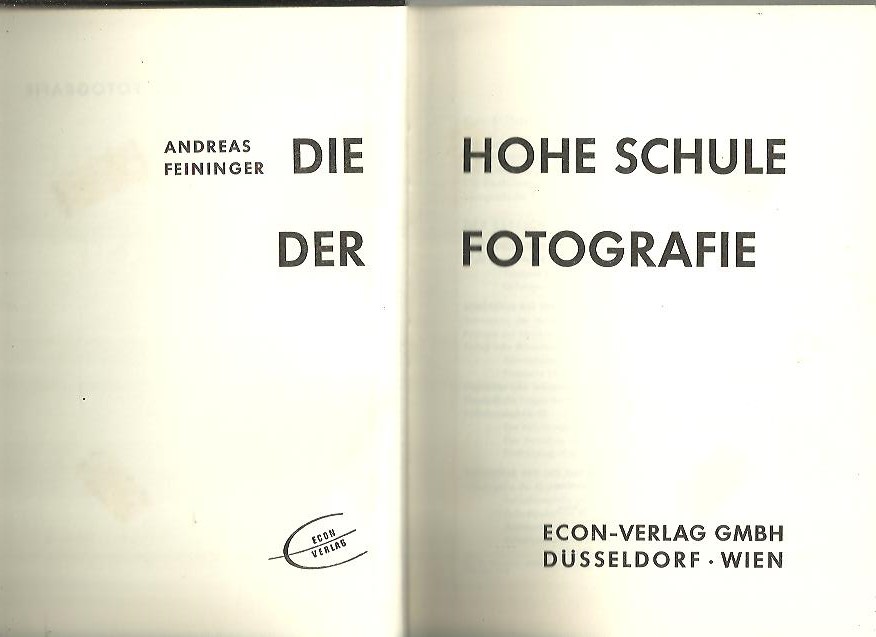 ANDREAS
FEININGER
DIE HOHE SCHULE
DER FOTOGRAFIE
ECON
VERLAG
ECON-VERLAG GMBH
DÜSSELDORF · WIEN